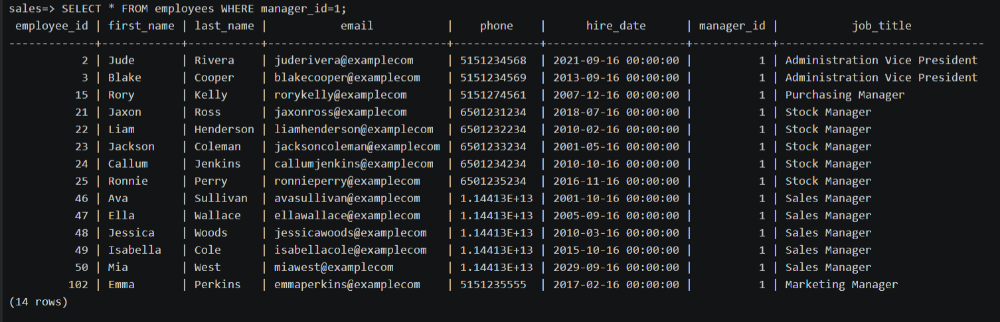 sales=> SELECT * FROM employees WHERE manager_id=1;
 employee_id | first_name | last_name |           email           |   phone    |      hire_date      | manager_id |          job_title
-------------+------------+-----------+---------------------------+------------+---------------------+------------+-------------------------------
           2 | Jude       | Rivera    | juderivera@examplecom     | 5151234568 | 2021-09-16 00:00:00 |          1 | Administration Vice President
           3 | Blake      | Cooper    | blakecooper@examplecom    | 5151234569 | 2013-09-16 00:00:00 |          1 | Administration Vice President
          15 | Rory       | Kelly     | rorykelly@examplecom      | 5151274561 | 2007-12-16 00:00:00 |          1 | Purchasing Manager
          21 | Jaxon      | Ross      | jaxonross@examplecom      | 6501231234 | 2018-07-16 00:00:00 |          1 | Stock Manager
          22 | Liam       | Henderson | liamhenderson@examplecom  | 6501232234 | 2010-02-16 00:00:00 |          1 | Stock Manager
          23 | Jackson    | Coleman   | jacksoncoleman@examplecom | 6501233234 | 2001-05-16 00:00:00 |          1 | Stock Manager
          24 | Callum     | Jenkins   | callumjenkins@examplecom  | 6501234234 | 2010-10-16 00:00:00 |          1 | Stock Manager
          25 | Ronnie     | Perry     | ronnieperry@examplecom    | 6501235234 | 2016-11-16 00:00:00 |          1 | Stock Manager
          46 | Ava        | Sullivan  | avasullivan@examplecom    | 1.14413E+13 | 2001-10-16 00:00:00 |          1 | Sales Manager
          47 | Ella       | Wallace   | ellawallace@examplecom    | 1.14413E+13 | 2005-09-16 00:00:00 |          1 | Sales Manager
          48 | Jessica    | Woods     | jessicawoods@examplecom   | 1.14413E+13 | 2010-03-16 00:00:00 |          1 | Sales Manager
          49 | Isabella   | Cole      | isabellacole@examplecom   | 1.14413E+13 | 2015-10-16 00:00:00 |          1 | Sales Manager
          50 | Mia        | West      | miawest@examplecom        | 1.14413E+13 | 2029-09-16 00:00:00 |          1 | Sales Manager
         102 | Emma       | Perkins   | emmaperkins@examplecom    | 5151235555 | 2017-02-16 00:00:00 |          1 | Marketing Manager
(14 rows)